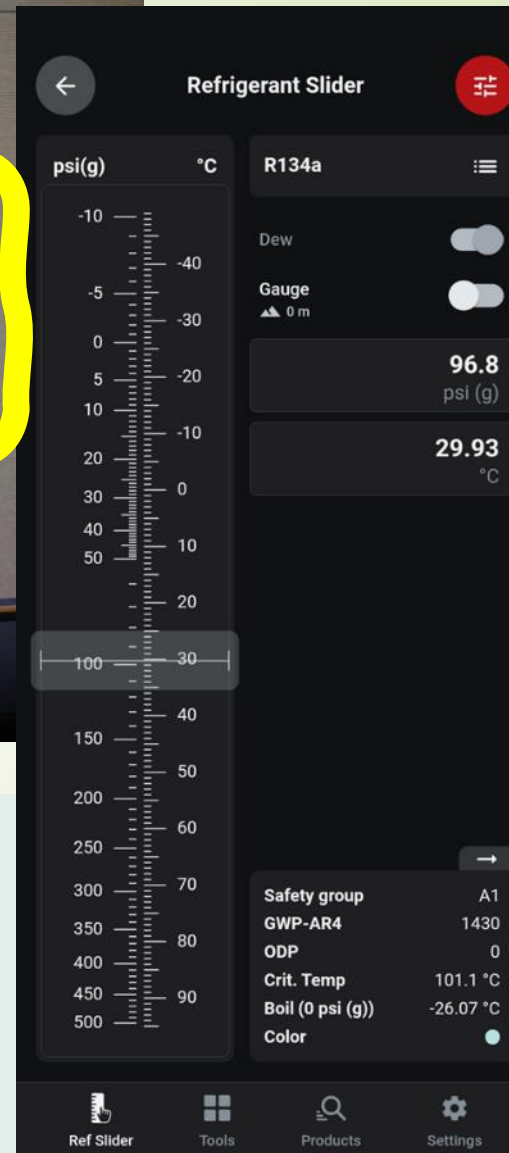 Refrigerant Slider
psi(g) °C
-10
-40
-5
-30
0
5
-20
10
-10
20
0
30
40
10
50
20
100
30
40
150
50
200
60
250
300
70
350
80
400
450
90
500
R134a
Dew
Gauge
0 m
96.8
psi (g)
29.93
°C
Safety group A1
GWP-AR4 1430
ODP 0
Crit. Temp 101.1 °C
Boil (0 psi (g)) -26.07 °C
Color
Ref Slider Tools Products Settings